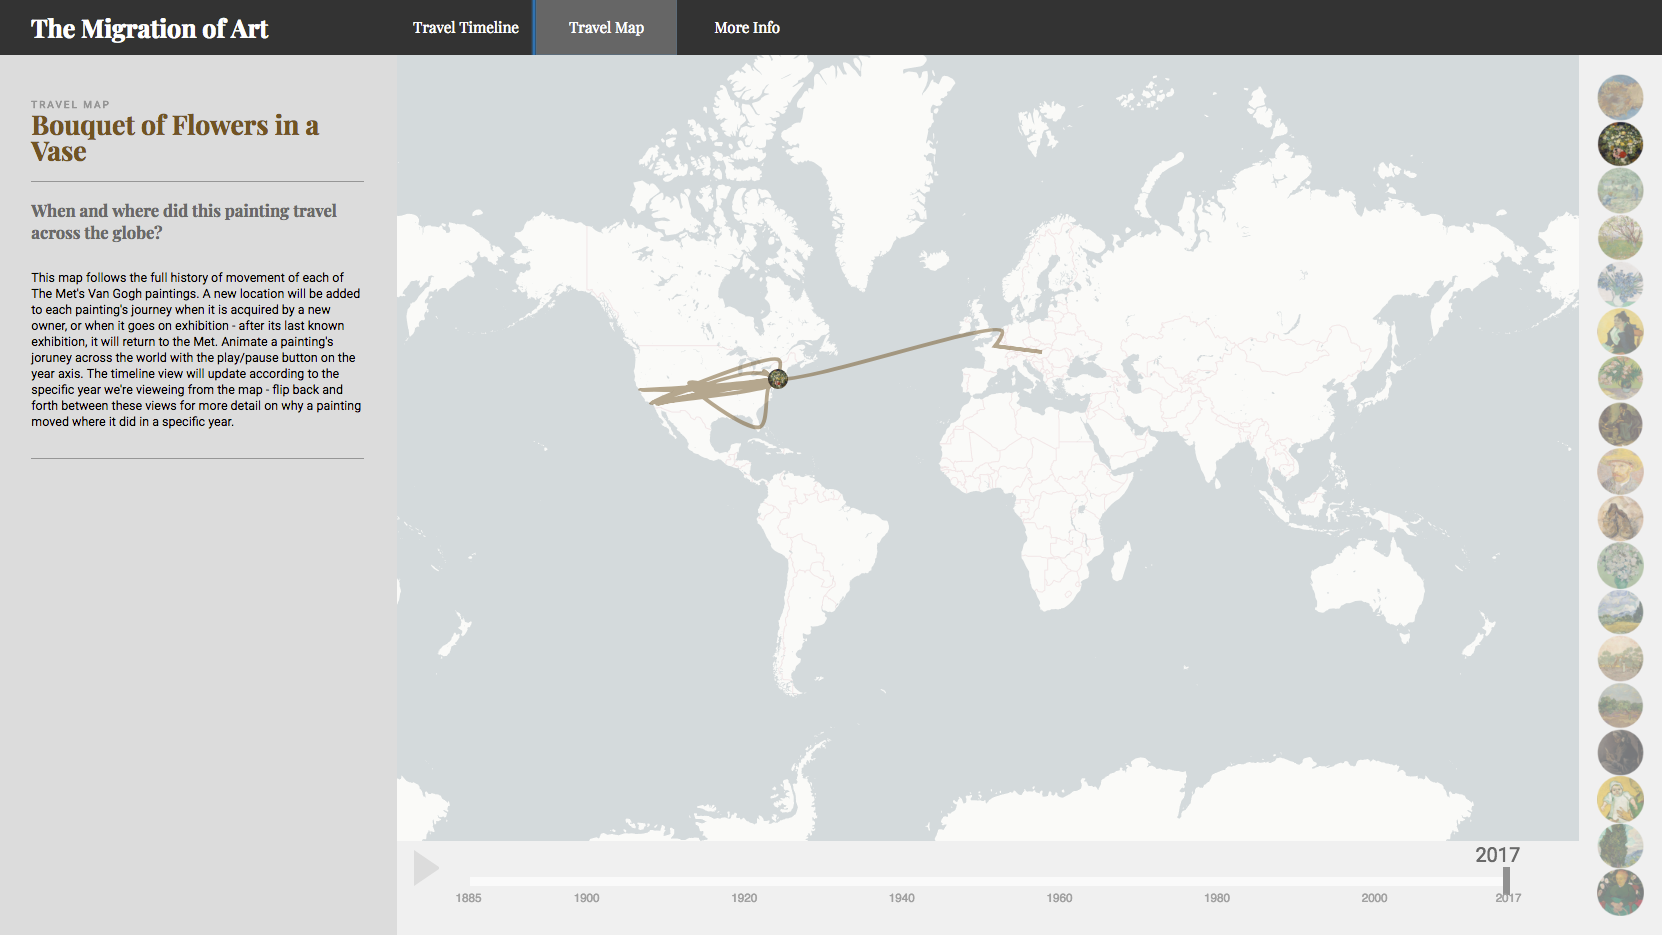 The Migration of Art
Travel Timeline
Travel Map
More Info
TRAVEL MAP
Bouquet of Flowers in a
Vase
When and where did this painting travel
across the globe?
This map follows the full history of movement of each of
The Met's Van Gogh paintings. A new location will be added
to each painting's journey when it is acquired by a new
owner, or when it goes on exhibition - after its last known
exhibition, it will return to the Met. Animate a painting's
joruney across the world with the play/pause button on the
year axis. The timeline view will update according to the
specific year we're vieweing from the map - flip back and
forth between these views for more detail on why a painting
moved where it did in a specific year.
2017
1885
1900
1920
1940
1960
1980
2000
2017